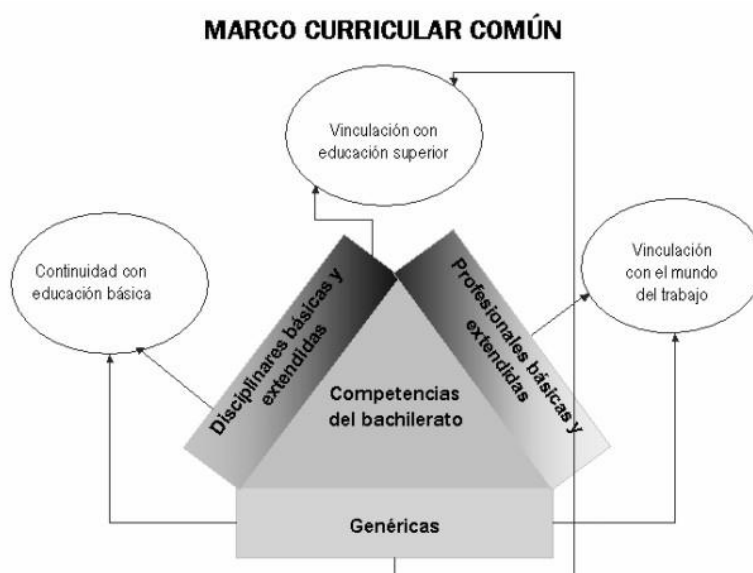 MARCO CURRICULAR COMÚN
Vinculación con
educación superior
Continuidad con
educación básica
Vinculación
con el mundo
del trabajo
Disciplinares básicas y
extendidas
Profesionales básicas y
extendidas
Competencias
del bachilerato
Genéricas